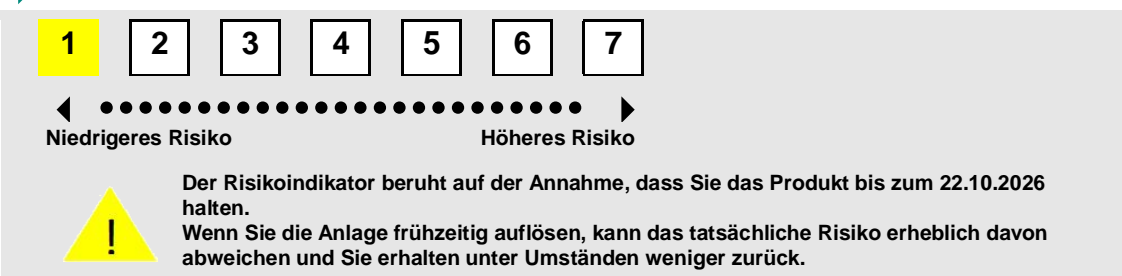 1 2 3 4 5 6 7
Niedrigeres Risiko Höheres Risiko
Der Risikoindikator beruht auf der Annahme, dass Sie das Produkt bis zum 22.10.2026
halten.
Wenn Sie die Anlage frühzeitig auflösen, kann das tatsächliche Risiko erheblich davon
abweichen und Sie erhalten unter Umständen weniger zurück.
!